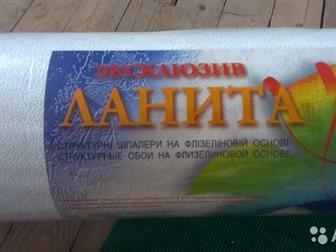 ЭКСКЛЮЗИВ
ЛАНИТА
СТРУКТУРНІ ШПАЛЕРИ НА ФЛІЗЕЛІНОВІЙ ОСНОВІ
СТРУКТУРНЫЕ ОБОИ НА ФЛИЗЕЛИНОВОЙ ОСНОВЕ